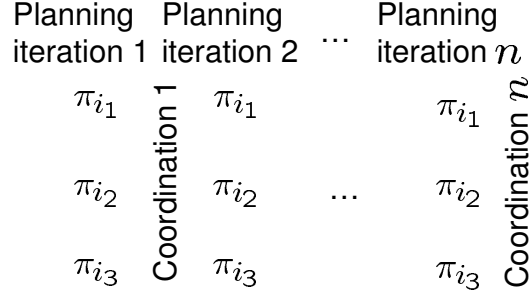 Planning Planning Planning
iteration 1 iteration 2 ... iteration n
π_{i_1} π_{i_1} π_{i_1}
π_{i_2} π_{i_2} ... π_{i_2}
π_{i_3} π_{i_3} π_{i_3}
Coordination 1
Coordination n